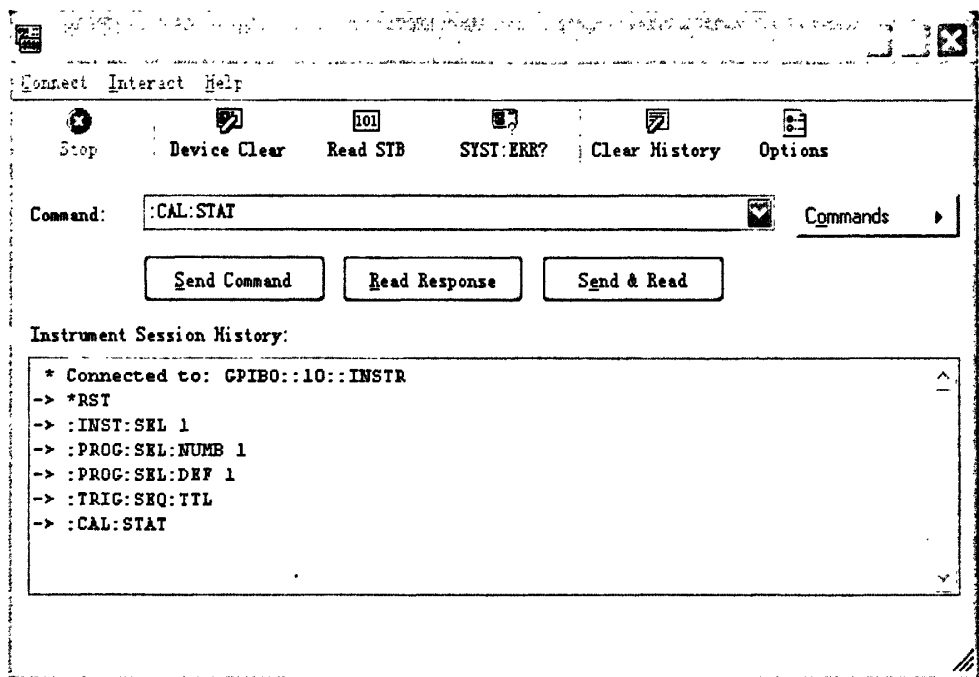 Connect Interact Help
Stop Device Clear Read STB SYST:ERR? Clear History Options
Command: :CAL:STAT Commands
Send Command Read Response Send & Read
Instrument Session History:
* Connected to: GPIB0::10::INSTR
-> *RST
-> :INST:SEL 1
-> :PROG:SEL:NUMB 1
-> :PROG:SEL:DEF 1
-> :TRIG:SEQ:TTL
-> :CAL:STAT